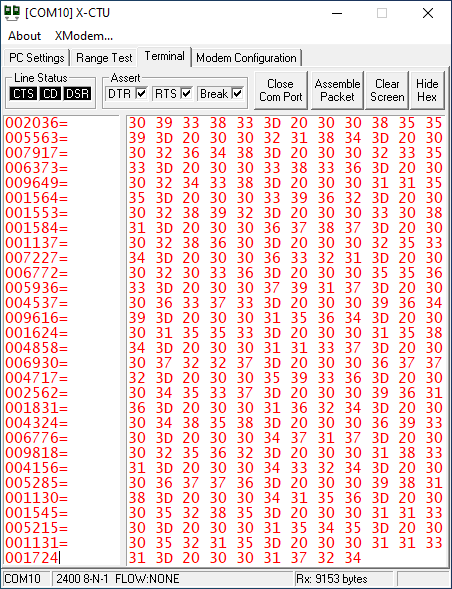 [COM10] X-CTU
About XModem...
PC Settings Range Test Terminal Modem Configuration
Line Status Assert
CTS CD DSR DTR RTS Break Close Com Port Assemble Packet Clear Screen Hide Hex
002036= 30 39 33 38 33 3D 20 30 30 38 35 35
005563= 39 3D 20 30 30 32 31 38 34 3D 20 30
007917= 30 32 36 34 38 3D 20 30 30 32 33 35
006373= 33 3D 20 30 30 33 38 33 36 3D 20 30
009649= 30 32 34 33 38 3D 20 30 30 31 31 35
001564= 35 3D 20 30 30 33 39 36 32 3D 20 30
001553= 30 32 38 39 32 3D 20 30 30 33 30 38
001584= 31 3D 20 30 30 36 37 38 37 3D 20 30
001137= 30 32 38 36 30 3D 20 30 30 32 35 33
007227= 34 3D 20 30 30 36 33 32 31 3D 20 30
006772= 30 32 30 33 36 3D 20 30 30 35 35 36
005936= 33 3D 20 30 30 37 39 31 37 3D 20 30
004537= 30 36 33 37 33 3D 20 30 30 39 36 34
009616= 39 3D 20 30 30 31 35 36 34 3D 20 30
001624= 30 31 35 35 33 3D 20 30 30 31 35 38
004858= 34 3D 20 30 30 31 31 33 37 3D 20 30
006930= 30 37 32 32 37 3D 20 30 30 36 37 37
004717= 32 3D 20 30 30 35 39 33 36 3D 20 30
002562= 30 34 35 33 37 3D 20 30 30 39 36 31
001831= 36 3D 20 30 30 31 36 32 34 3D 20 30
004324= 30 34 38 35 38 3D 20 30 30 36 39 33
006776= 30 3D 20 30 30 34 37 31 37 3D 20 30
009818= 30 32 35 36 32 3D 20 30 30 31 38 33
004156= 31 3D 20 30 30 34 33 32 34 3D 20 30
005285= 30 36 37 37 36 3D 20 30 30 39 38 31
001130= 38 3D 20 30 30 34 31 35 36 3D 20 30
001545= 30 35 32 38 35 3D 20 30 30 31 31 33
005215= 30 3D 20 30 30 31 35 34 35 3D 20 30
001131= 30 35 32 31 35 3D 20 30 30 31 31 33
001724 31 3D 20 30 30 31 37 32 34
COM10 2400 8-N-1 FLOW:NONE Rx: 9153 bytes